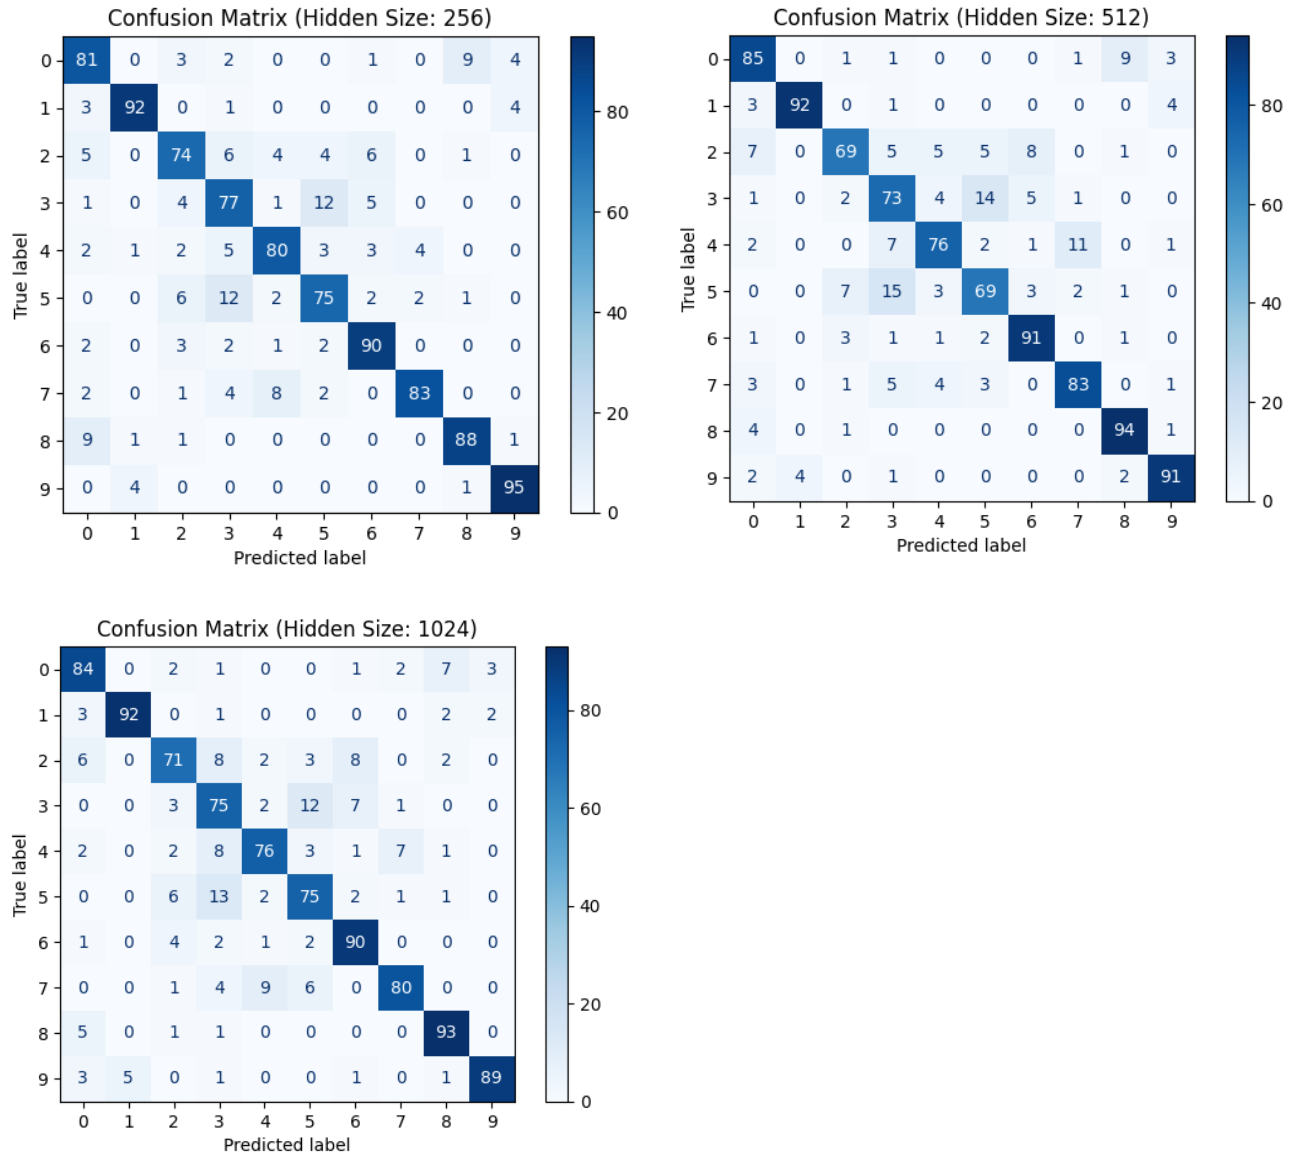 Confusion Matrix (Hidden Size: 256)
True label
0 81 0 3 2 0 0 1 0 9 4
1 3 92 0 1 0 0 0 0 0 4
2 5 0 74 6 4 4 6 0 1 0
3 1 0 4 77 1 12 5 0 0 0
4 2 1 2 5 80 3 3 4 0 0
5 0 0 6 12 2 75 2 2 1 0
6 2 0 3 2 1 2 90 0 0 0
7 2 0 1 4 8 2 0 83 0 0
8 9 1 1 0 0 0 0 0 88 1
9 0 4 0 0 0 0 0 0 1 95
0 1 2 3 4 5 6 7 8 9
Predicted label
80
60
40
20
0
Confusion Matrix (Hidden Size: 512)
True label
0 85 0 1 1 0 0 0 1 9 3
1 3 92 0 1 0 0 0 0 0 4
2 7 0 69 5 5 5 8 0 1 0
3 1 0 2 73 4 14 5 1 0 0
4 2 0 0 7 76 2 1 11 0 1
5 0 0 7 15 3 69 3 2 1 0
6 1 0 3 1 1 2 91 0 1 0
7 3 0 1 5 4 3 0 83 0 1
8 4 0 1 0 0 0 0 0 94 1
9 2 4 0 1 0 0 0 0 2 91
0 1 2 3 4 5 6 7 8 9
Predicted label
80
60
40
20
0
Confusion Matrix (Hidden Size: 1024)
True label
0 84 0 2 1 0 0 1 2 7 3
1 3 92 0 1 0 0 0 0 2 2
2 6 0 71 8 2 3 8 0 2 0
3 0 0 3 75 2 12 7 1 0 0
4 2 0 2 8 76 3 1 7 1 0
5 0 0 6 13 2 75 2 1 1 0
6 1 0 4 2 1 2 90 0 0 0
7 0 0 1 4 9 6 0 80 0 0
8 5 0 1 1 0 0 0 0 93 0
9 3 5 0 1 0 0 1 0 1 89
0 1 2 3 4 5 6 7 8 9
Predicted label
80
60
40
20
0